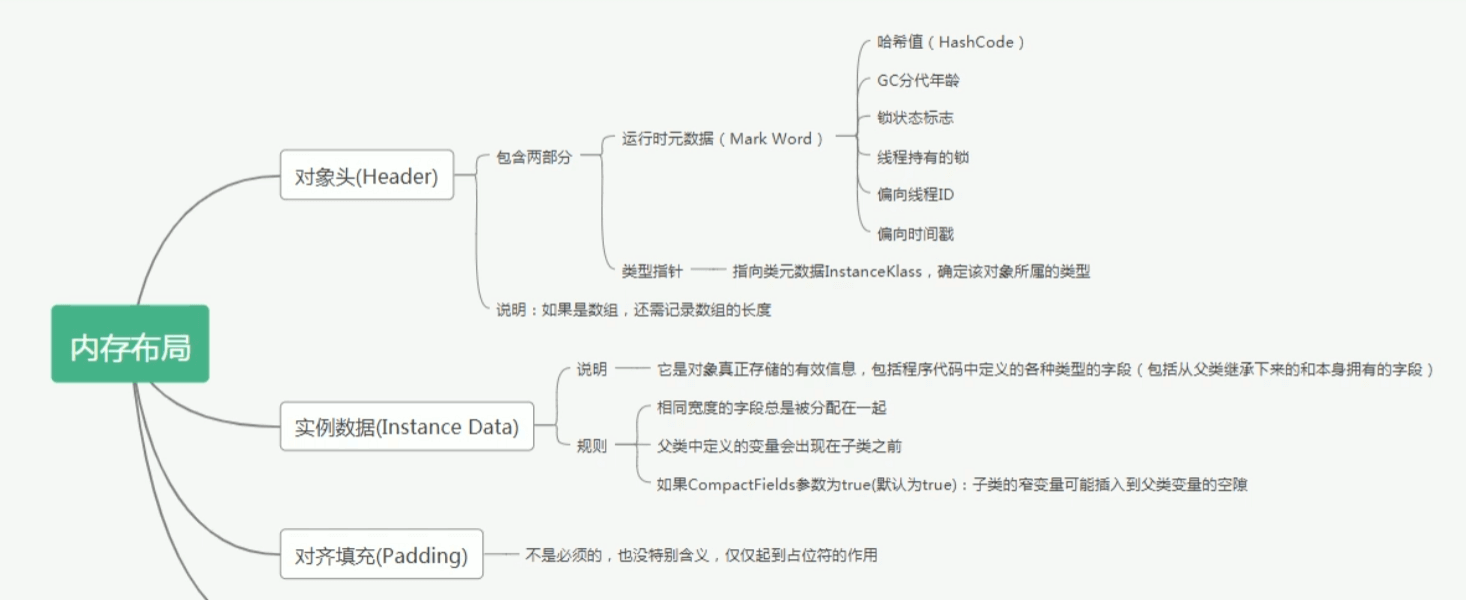 内存布局
对象头(Header)
包含两部分
运行时元数据（Mark Word）
哈希值（HashCode）
GC分代年龄
锁状态标志
线程持有的锁
偏向线程ID
偏向时间戳
类型指针
指向类元数据InstanceKlass，确定该对象所属的类型
说明：如果是数组，还需记录数组的长度
实例数据(Instance Data)
说明
它是对象真正存储的有效信息，包括程序代码中定义的各种类型的字段（包括从父类继承下来的和本身拥有的字段）
规则
相同宽度的字段总是被分配在一起
父类中定义的变量会出现在子类之前
如果CompactFields参数为true(默认为true)：子类的窄变量可能插入到父类变量的空隙
对齐填充(Padding)
不是必须的，也没特别含义，仅仅起到占位符的作用